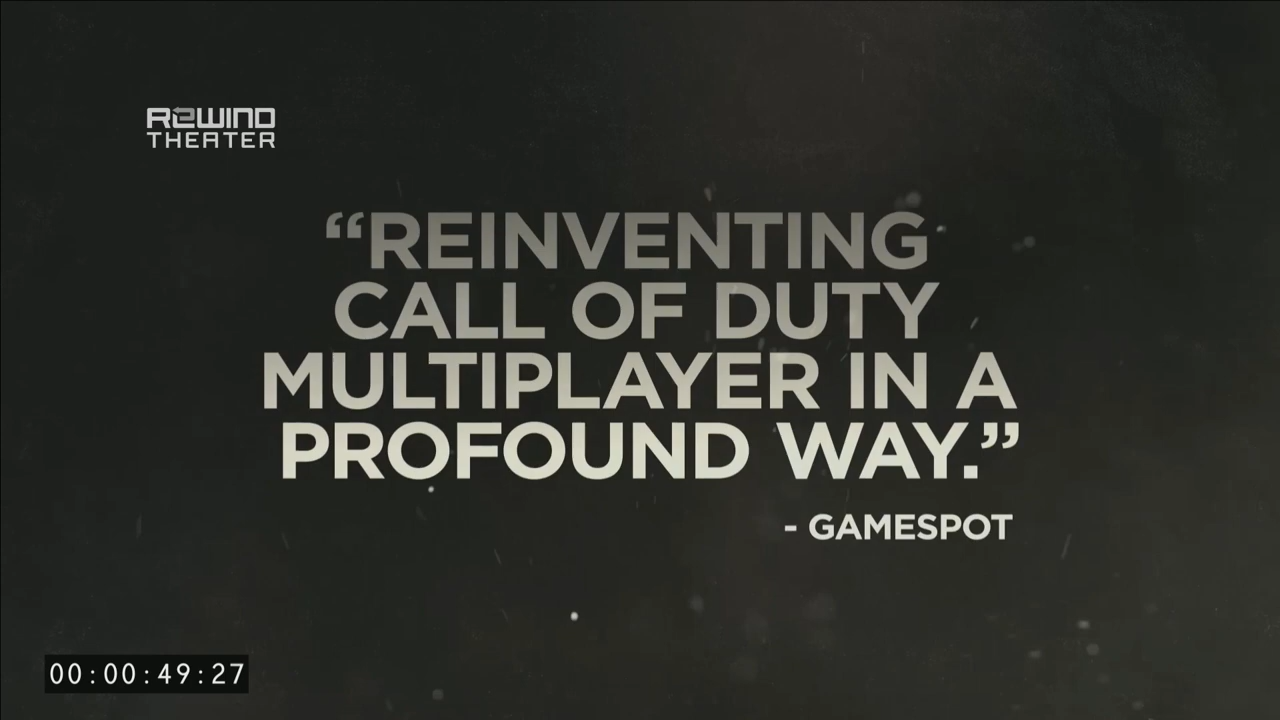 REWIND
THEATER
“REINVENTING
CALL OF DUTY
MULTIPLAYER IN A
PROFOUND WAY.”
- GAMESPOT
00:00:49:27